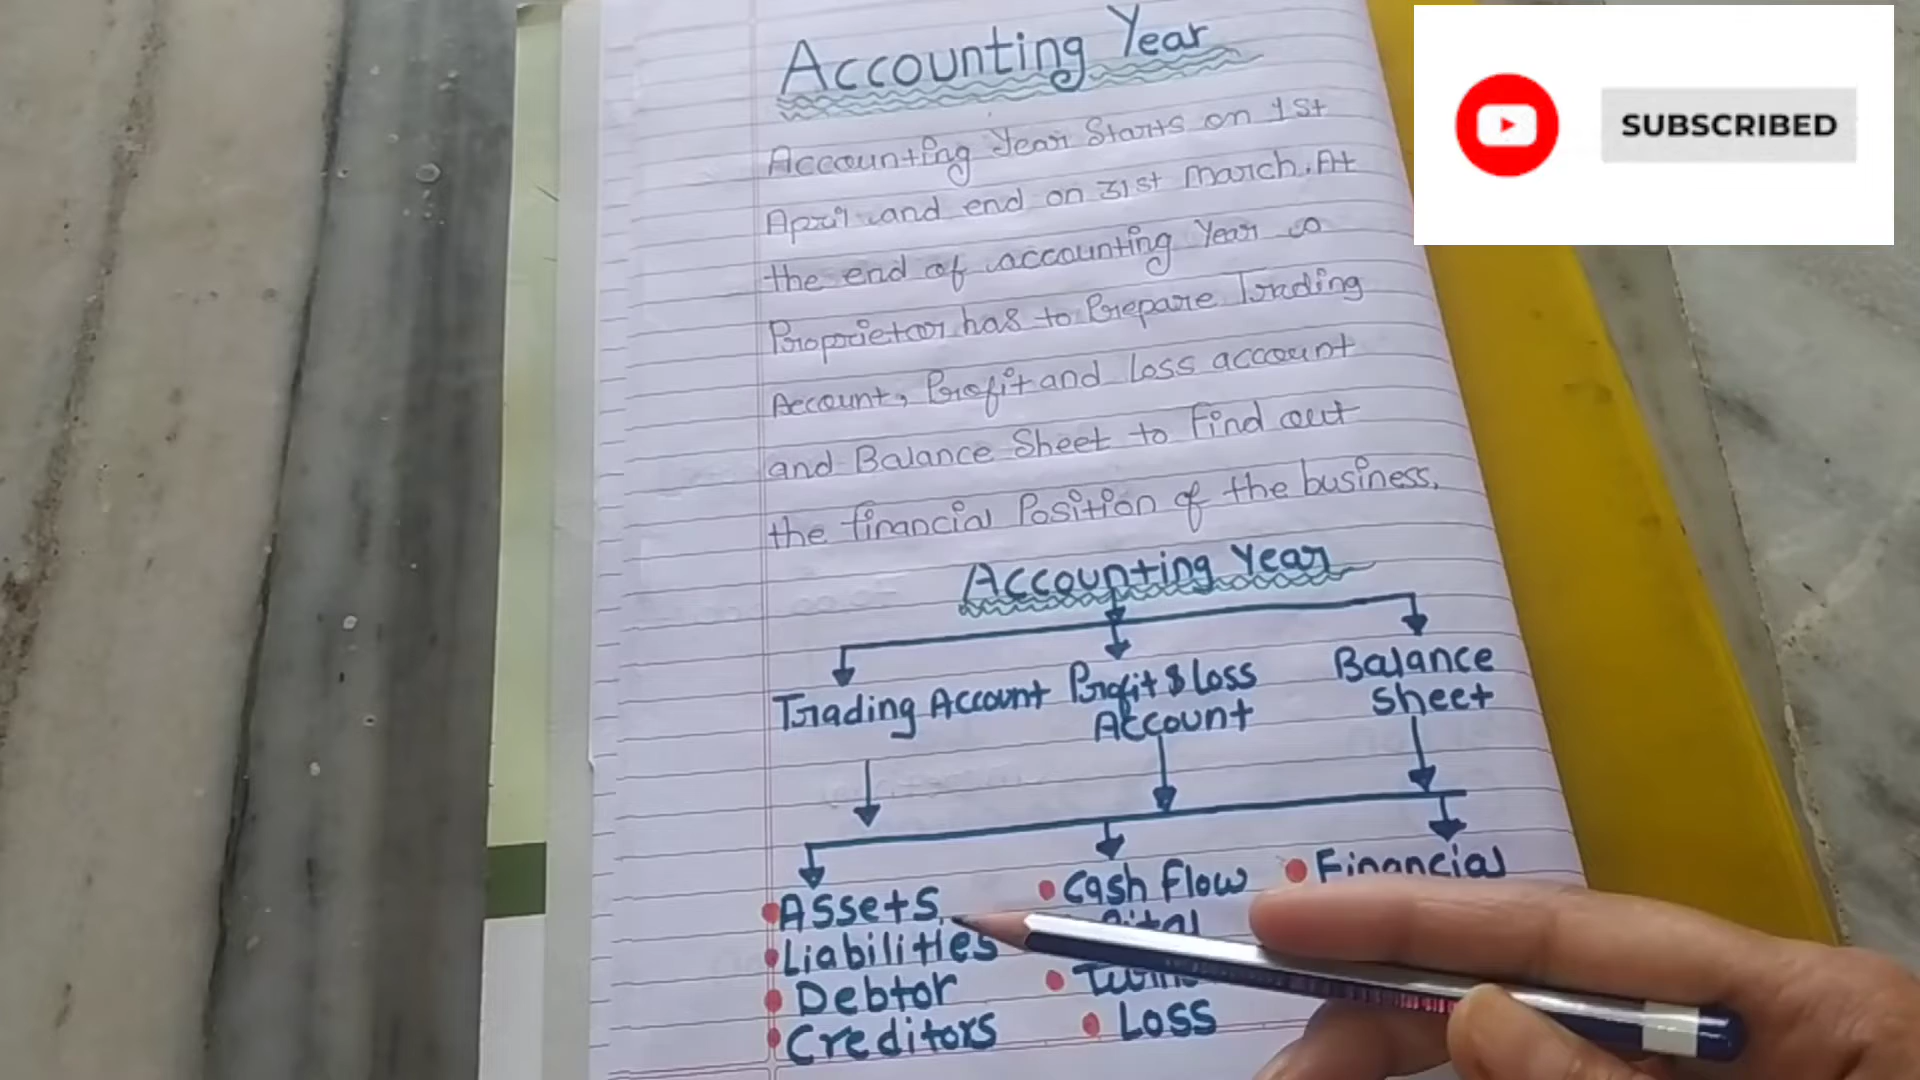 Accounting Year
Accounting Year Starts on 1st
April and end on 31st march. At
the end of accounting Year a
Proprietor has to Prepare Trading
Account, Profit and Loss account
and Balance Sheet to Find out
the financial Position of the business.
Accounting Year
Trading Account Profit & Loss Account Balance Sheet
Assets Cash Flow Financial
Liabilities
Debtor
Creditors Loss
SUBSCRIBED